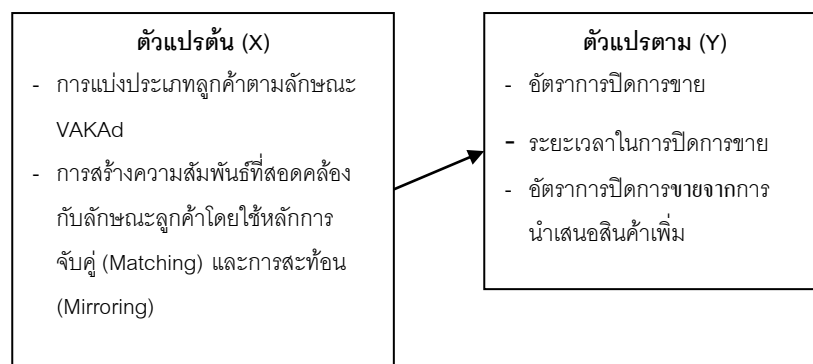 ตัวแปรต้น (X)
- การแบ่งประเภทลูกค้าตามลักษณะ
VAKAd
- การสร้างความสัมพันธ์ที่สอดคล้อง
กับลักษณะลูกค้าโดยใช้หลักการ
จับคู่ (Matching) และการสะท้อน
(Mirroring)
ตัวแปรตาม (Y)
- อัตราการปิดการขาย
- ระยะเวลาในการปิดการขาย
- อัตราการปิดการขายจากการ
นำเสนอสินค้าเพิ่ม